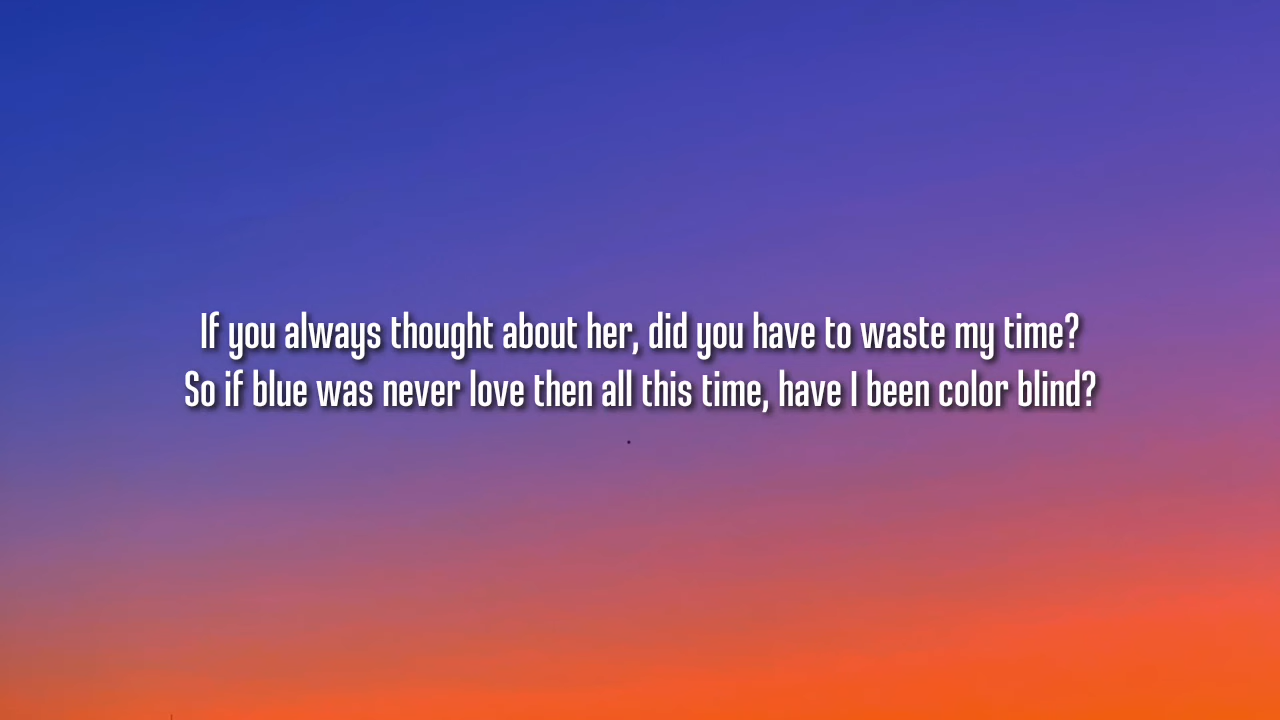 If you always thought about her, did you have to waste my time?
So if blue was never love then all this time, have I been color blind?